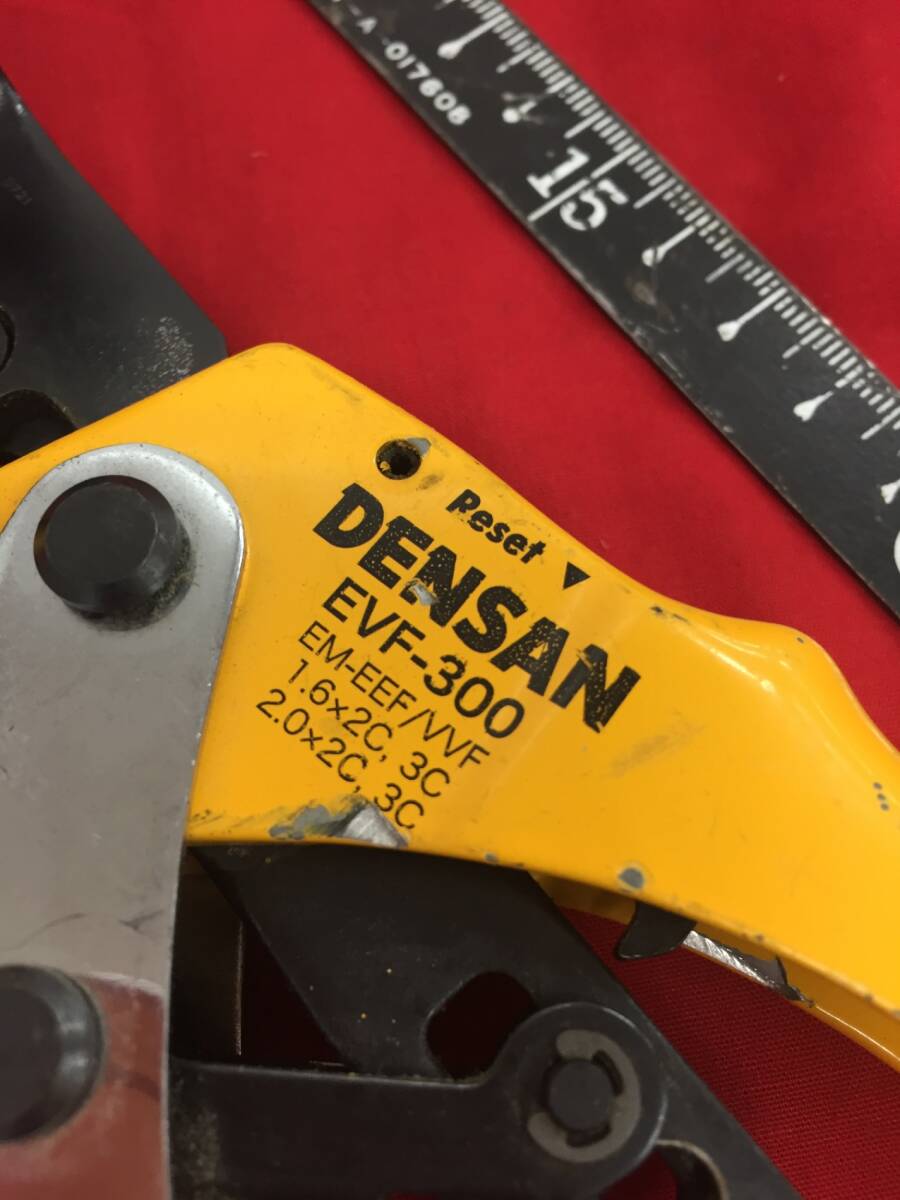 -A-017608
15
Reset ▼
DENSAN
EVF-300
EM-EEF/VVF
1.6×2C, 3C
2.0×2C, 3C